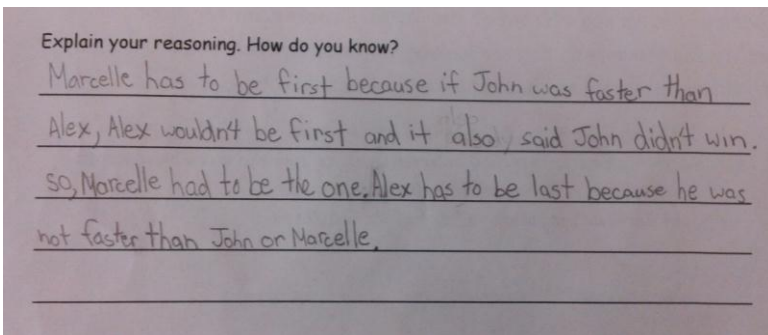 Explain your reasoning. How do you know?
Marcelle has to be first because if John was faster than
Alex, Alex wouldn't be first and it also said John didn't win.
so, Marcelle had to be the one. Alex has to be last because he was
not faster than John or Marcelle.